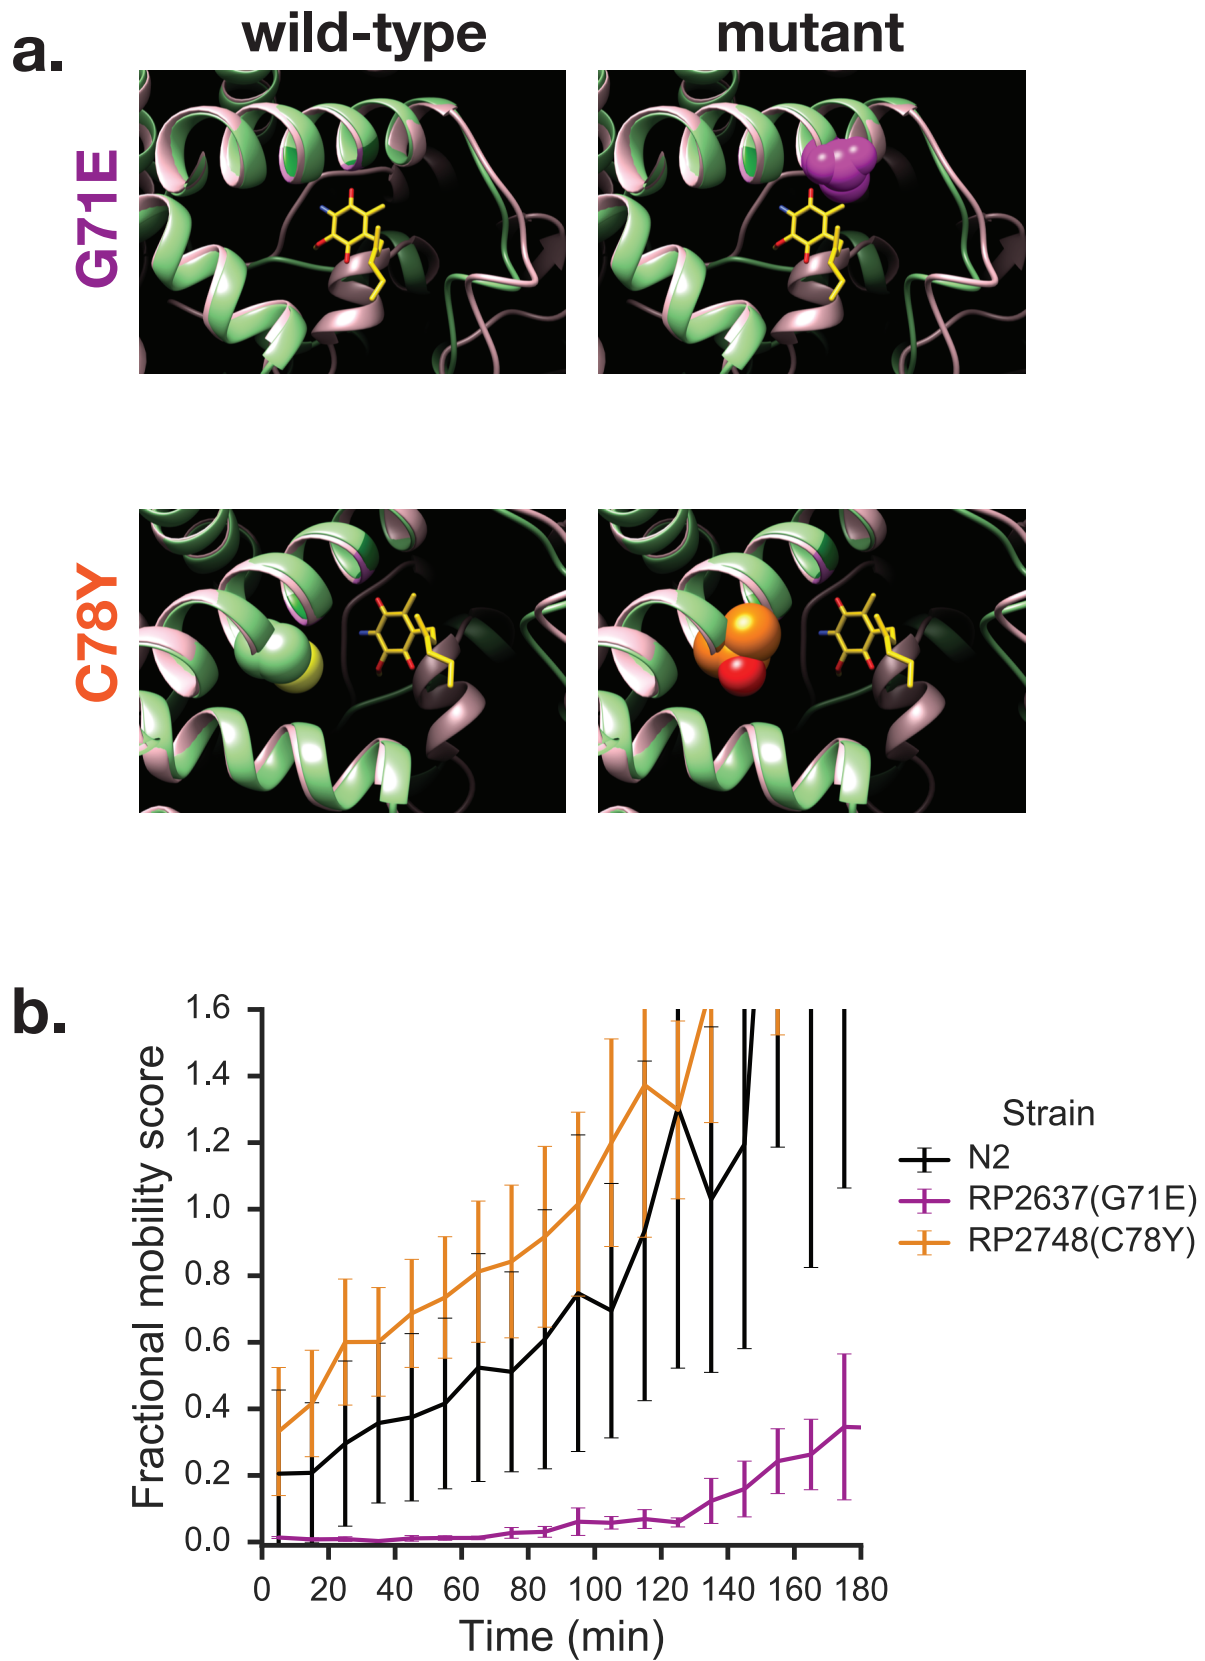 a.
wild-type
mutant
G71E
C78Y
b.
Fractional mobility score
1.6
1.4
1.2
1.0
0.8
0.6
0.4
0.2
0.0
0 20 40 60 80 100 120 140 160 180
Time (min)
Strain
N2
RP2637(G71E)
RP2748(C78Y)